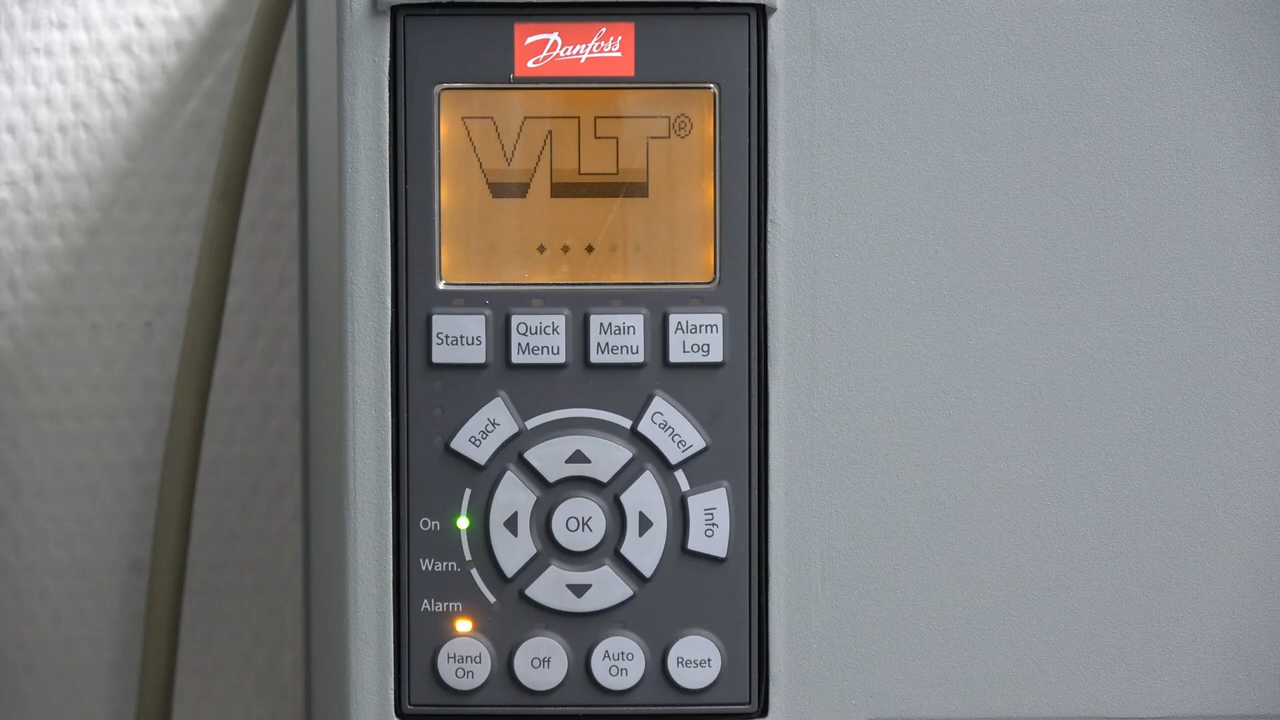 Danfoss
VLT®
Status
Quick
Menu
Main
Menu
Alarm
Log
Back
Cancel
Info
OK
On
Warn.
Alarm
Hand
On
Off
Auto
On
Reset